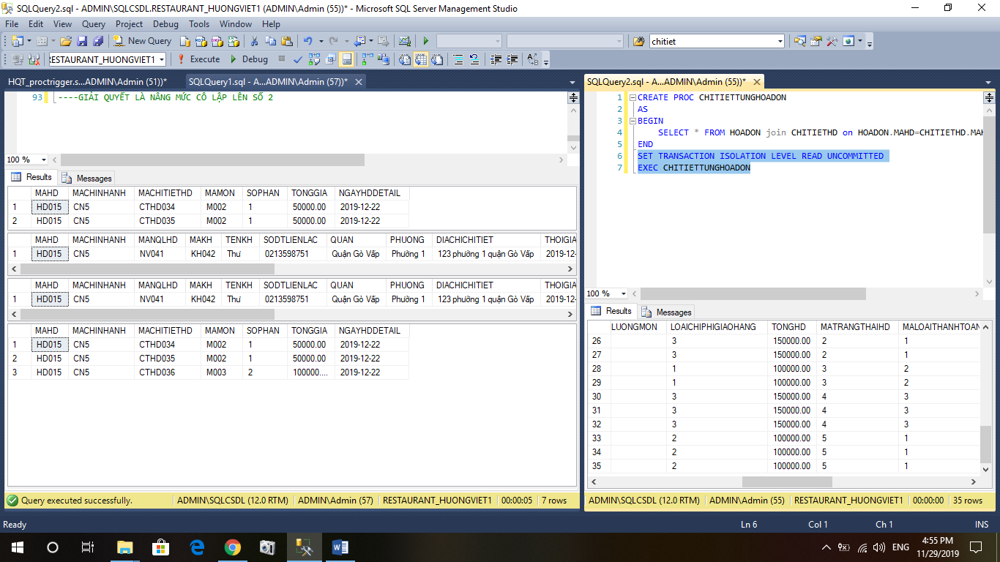 SQLQuery2.sql - ADMIN\SQLCSDL.RESTAURANT_HUONGVIET1 (ADMIN\Admin (55))* - Microsoft SQL Server Management Studio
File Edit View Query Project Debug Tools Window Help
New Query chitiet
RESTAURANT_HUONGVIET1 Execute Debug
HQT_proctrigger.s...ADMIN\Admin (51))* SQLQuery1.sql - A...ADMIN\Admin (57))*
93 ----GIẢI QUYẾT LÀ NÂNG MỨC CÔ LẬP LÊN SỐ 2
100 %
Results Messages
MAHD MACHINHANH MACHITIETHD MAMON SOPHAN TONGGIA NGAYHDDETAIL
1 HD015 CN5 CTHD034 M002 1 50000.00 2019-12-22
2 HD015 CN5 CTHD035 M002 1 50000.00 2019-12-22
MAHD MACHINHANH MANQLHD MAKH TENKH SODTLIENLAC QUAN PHUONG DIACHICHITIET THOIGIA
1 HD015 CN5 NV041 KH042 Thư 0213598751 Quận Gò Vấp Phường 1 123 phường 1 quận Gò Vấp 2019-12-
MAHD MACHINHANH MANQLHD MAKH TENKH SODTLIENLAC QUAN PHUONG DIACHICHITIET THOIGIA
1 HD015 CN5 NV041 KH042 Thư 0213598751 Quận Gò Vấp Phường 1 123 phường 1 quận Gò Vấp 2019-12-
MAHD MACHINHANH MACHITIETHD MAMON SOPHAN TONGGIA NGAYHDDETAIL
1 HD015 CN5 CTHD034 M002 1 50000.00 2019-12-22
2 HD015 CN5 CTHD035 M002 1 50000.00 2019-12-22
3 HD015 CN5 CTHD036 M003 2 100000.... 2019-12-22
Query executed successfully. ADMIN\SQLCSDL (12.0 RTM) ADMIN\Admin (57) RESTAURANT_HUONGVIET1 00:00:05 7 rows
SQLQuery2.sql - A...ADMIN\Admin (55))*
1 CREATE PROC CHITIETTUNGHOADON
2 AS
3 BEGIN
4 SELECT * FROM HOADON join CHITIETHD on HOADON.MAHD=CHITIETHD.MAH
5 END
6 SET TRANSACTION ISOLATION LEVEL READ UNCOMMITTED
7 EXEC CHITIETTUNGHOADON
100 %
Results Messages
LUONGMON LOAICHIPHIGIAOHANG TONGHD MATRANGTHAIHD MALOAITHANHTOAN
26 3 150000.00 2 1
27 3 150000.00 2 1
28 1 100000.00 3 2
29 1 100000.00 3 2
30 3 150000.00 4 3
31 3 150000.00 4 3
32 3 150000.00 4 3
33 2 100000.00 5 1
34 2 100000.00 5 1
35 2 100000.00 5 1
ADMIN\SQLCSDL (12.0 RTM) ADMIN\Admin (55) RESTAURANT_HUONGVIET1 00:00:00 35 rows
Ready Ln 6 Col 1 Ch 1 INS
ENG 4:55 PM
11/29/2019